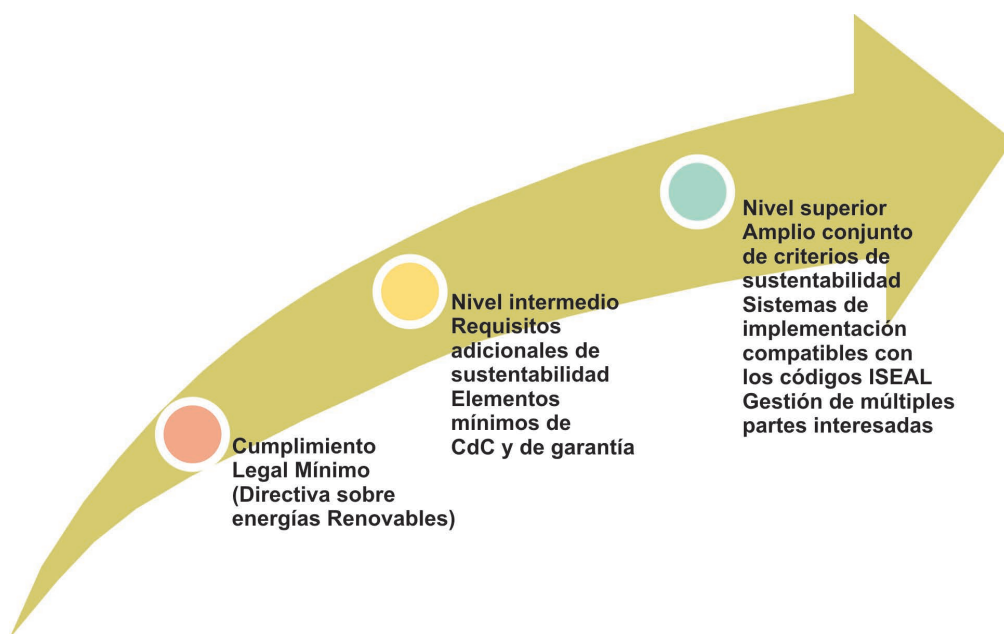 Cumplimiento
Legal Mínimo
(Directiva sobre
energías Renovables)
Nivel intermedio
Requisitos
adicionales de
sustentabilidad
Elementos
mínimos de
CdC y de garantía
Nivel superior
Amplio conjunto
de criterios de
sustentabilidad
Sistemas de
implementación
compatibles con
los códigos ISEAL
Gestión de múltiples
partes interesadas